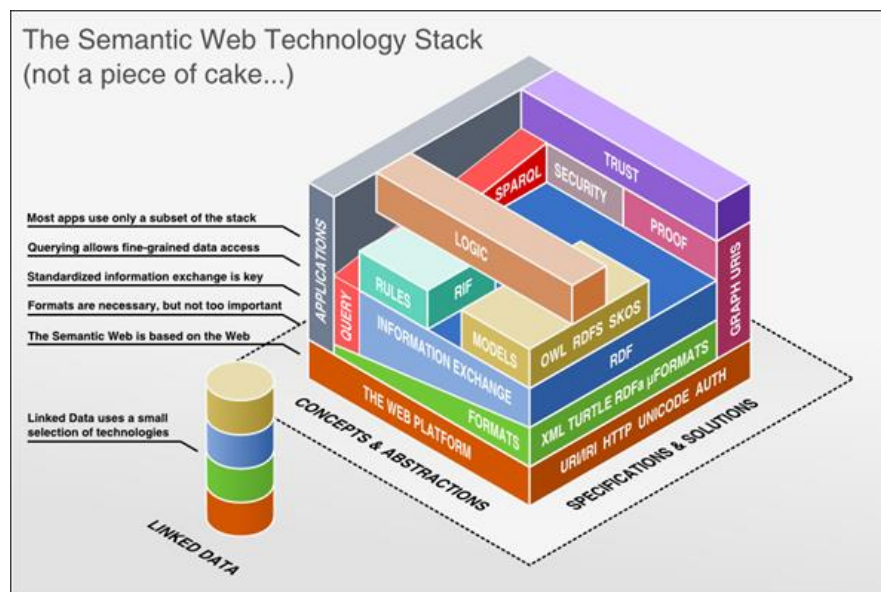 The Semantic Web Technology Stack
(not a piece of cake...)
Most apps use only a subset of the stack
Querying allows fine-grained data access
Standardized information exchange is key
Formats are necessary, but not too important
The Semantic Web is based on the Web
Linked Data uses a small
selection of technologies
LINKED DATA
APPLICATIONS
TRUST
SPARQL
SECURITY
PROOF
LOGIC
RULES
RIF
QUERY
MODELS
OWL RDFS SKOS
GRAPH URIS
INFORMATION EXCHANGE
RDF
FORMATS
XML TURTLE RDFa µFORMATS
THE WEB PLATFORM
URI/IRI HTTP UNICODE AUTH
CONCEPTS & ABSTRACTIONS
SPECIFICATIONS & SOLUTIONS